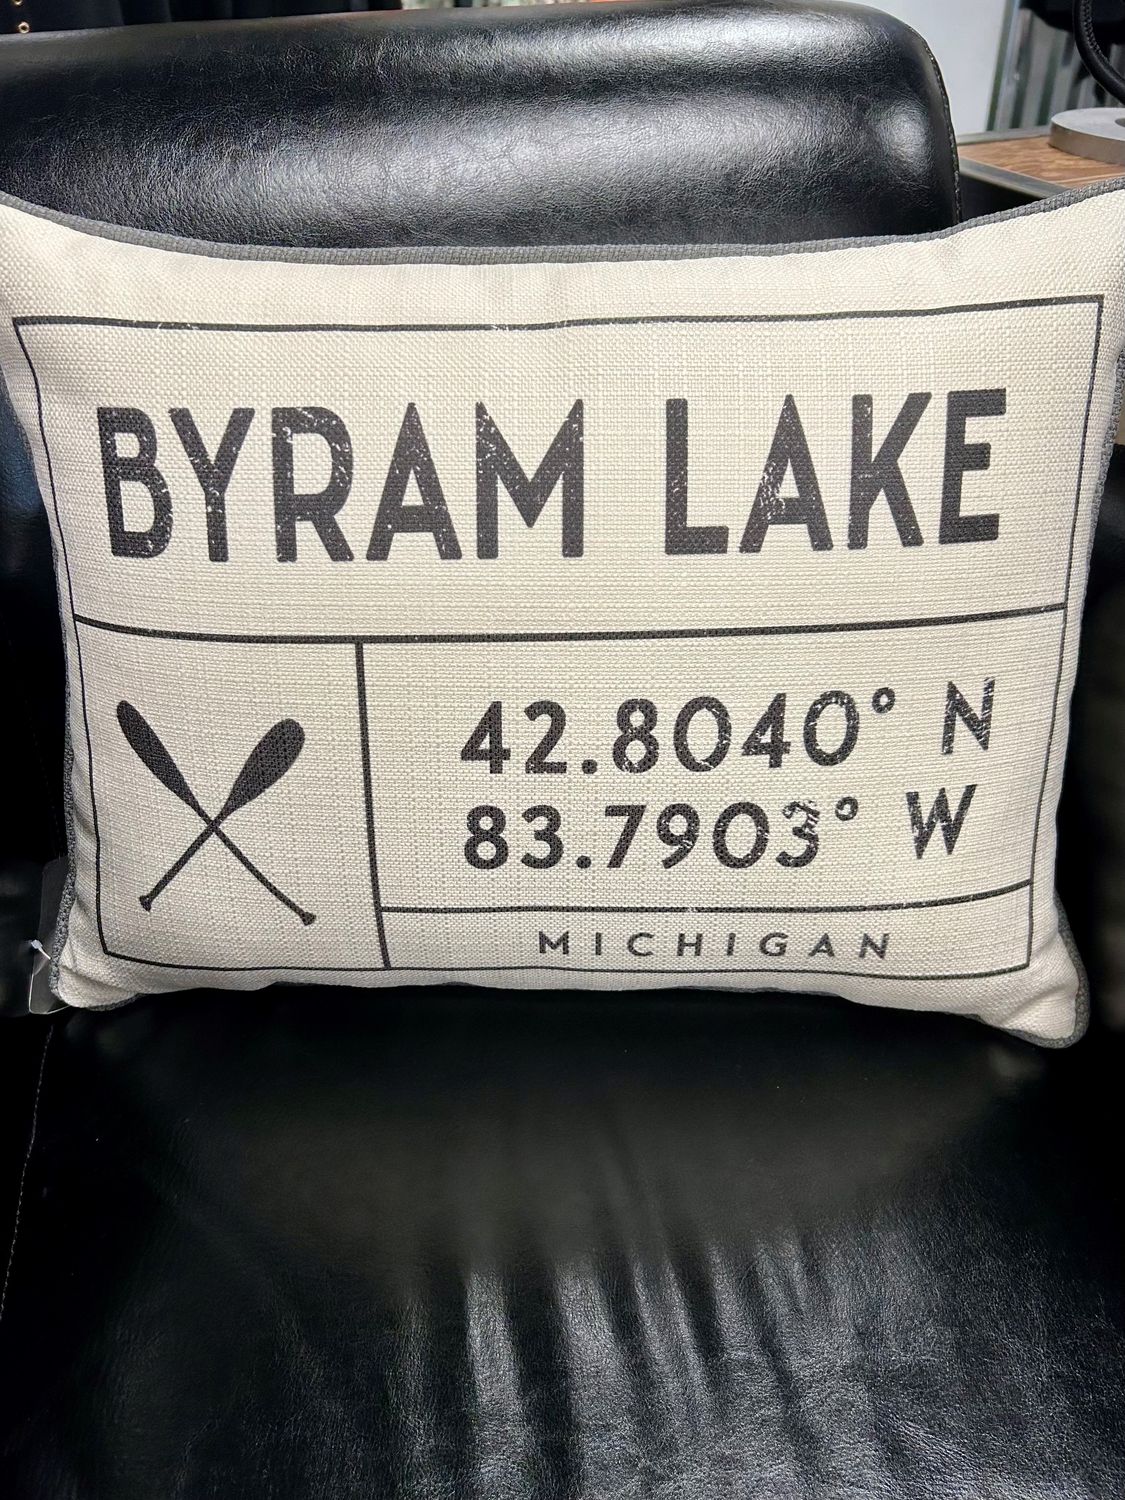 BYRAM LAKE
42.8040° N
83.7903° W
MICHIGAN